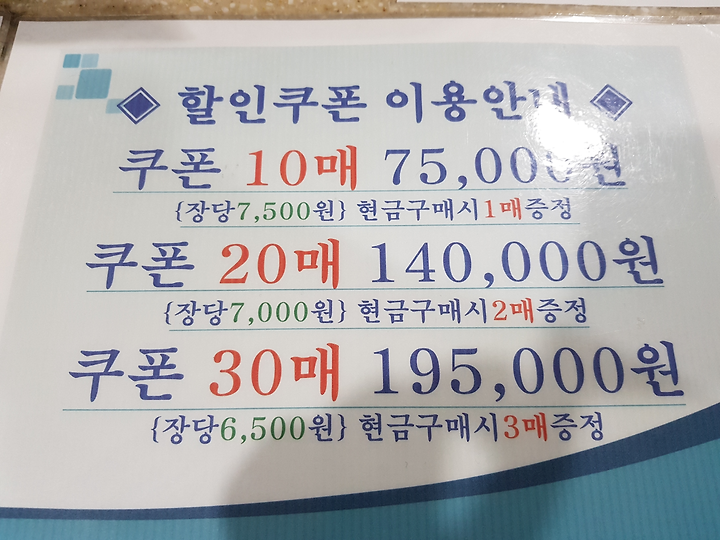 ◈ 할인쿠폰 이용안내 ◈
쿠폰 10매 75,000원
{장당7,500원} 현금구매시1매증정
쿠폰 20매 140,000원
{장당7,000원} 현금구매시2매증정
쿠폰 30매 195,000원
{장당6,500원} 현금구매시3매증정